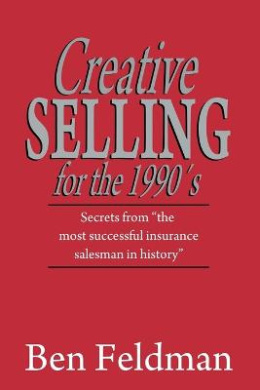 Creative
SELLING
for the 1990's
Secrets from "the
most successful insurance
salesman in history"
Ben Feldman